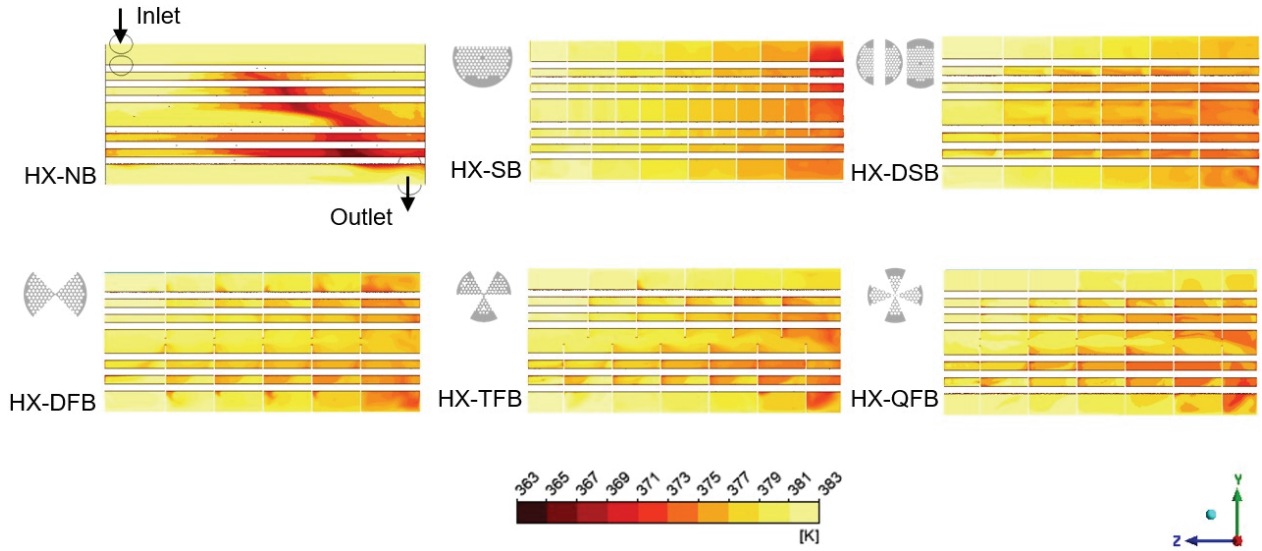 Inlet
HX-NB
HX-SB
HX-DSB
Outlet
HX-DFB
HX-TFB
HX-QFB
363 365 367 369 371 373 375 377 379 381 383
[K]
Y
Z